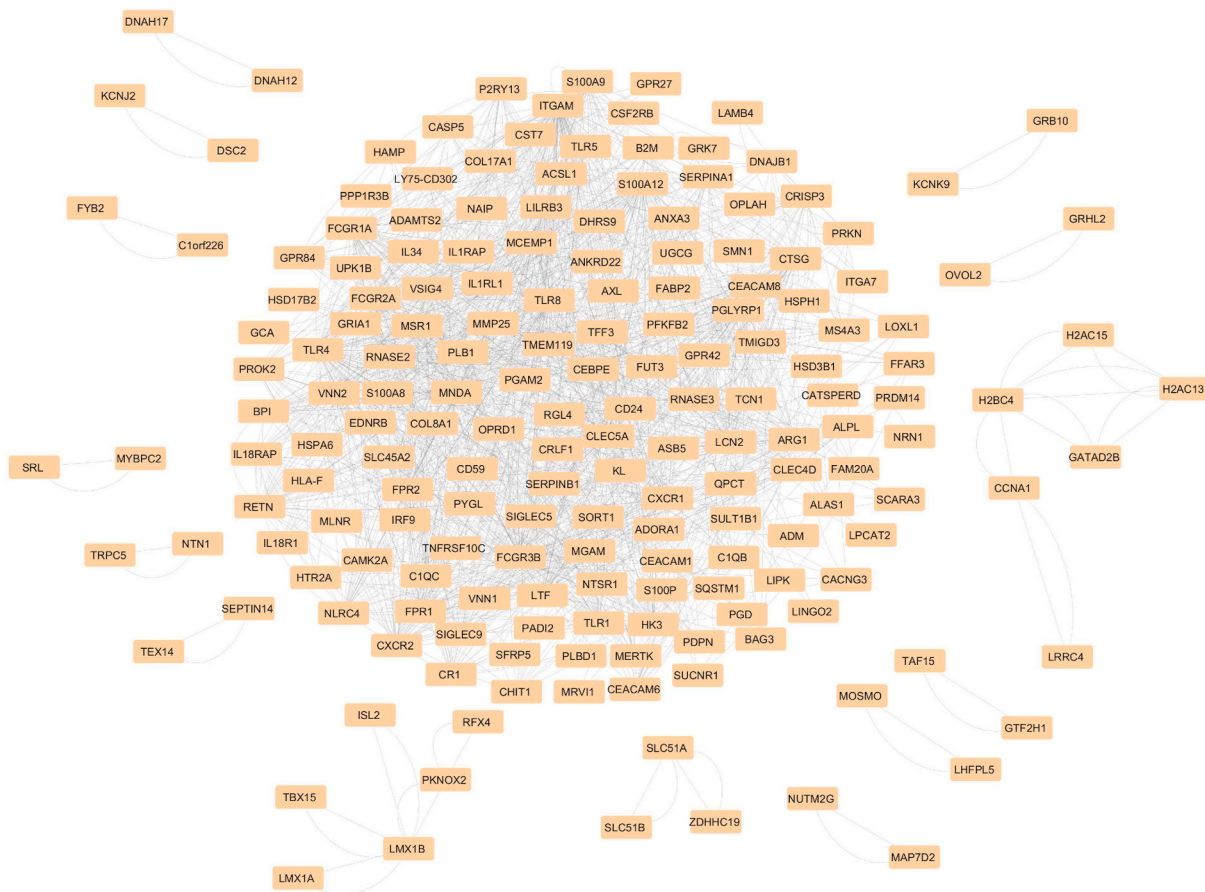 DNAH17
DNAH12
KCNJ2
DSC2
FYB2
C1orf226
SRL
MYBPC2
TRPC5
NTN1
SEPTIN14
TEX14
S100A9
GPR27
P2RY13
ITGAM
CSF2RB
LAMB4
CASP5
CST7
TLR5
B2M
GRK7
HAMP
COL17A1
DNAJB1
LY75-CD302
ACSL1
S100A12
SERPINA1
PPP1R3B
CRISP3
ADAMTS2
NAIP
LILRB3
OPLAH
FCGR1A
DHRS9
ANXA3
PRKN
MCEMP1
GPR84
IL34
IL1RAP
UGCG
SMN1
CTSG
UPK1B
ANKRD22
ITGA7
HSD17B2
FCGR2A
VSIG4
IL1RL1
TLR8
AXL
FABP2
CEACAM8
HSPH1
PGLYRP1
GCA
GRIA1
MSR1
MMP25
TFF3
PFKFB2
MS4A3
LOXL1
TLR4
TMEM119
TMIGD3
PROK2
RNASE2
PLB1
CEBPE
FUT3
GPR42
HSD3B1
FFAR3
VNN2
S100A8
MNDA
PGAM2
RNASE3
TCN1
CATSPERD
PRDM14
BPI
EDNRB
COL8A1
OPRD1
RGL4
CD24
CLEC5A
ARG1
ALPL
NRN1
IL18RAP
HSPA6
SLC45A2
CRLF1
ASB5
LCN2
HLA-F
CD59
KL
CLEC4D
FAM20A
FPR2
SERPINB1
QPCT
RETN
PYGL
CXCR1
ALAS1
SCARA3
MLNR
IRF9
SIGLEC5
SORT1
ADORA1
SULT1B1
IL18R1
TNFRSF10C
ADM
LPCAT2
CAMK2A
FCGR3B
MGAM
CEACAM1
C1QB
HTR2A
C1QC
NTSR1
S100P
SQSTM1
LIPK
CACNG3
NLRC4
FPR1
VNN1
LTF
LINGO2
CXCR2
SIGLEC9
PADI2
TLR1
HK3
PGD
BAG3
SFRP5
PLBD1
MERTK
PDPN
CR1
SUCNR1
CHIT1
MRVI1
CEACAM6
GRB10
KCNK9
GRHL2
OVOL2
H2AC15
H2BC4
H2AC13
GATAD2B
CCNA1
LRRC4
TAF15
MOSMO
GTF2H1
LHFPL5
ISL2
RFX4
PKNOX2
TBX15
LMX1B
LMX1A
SLC51A
SLC51B
ZDHHC19
NUTM2G
MAP7D2